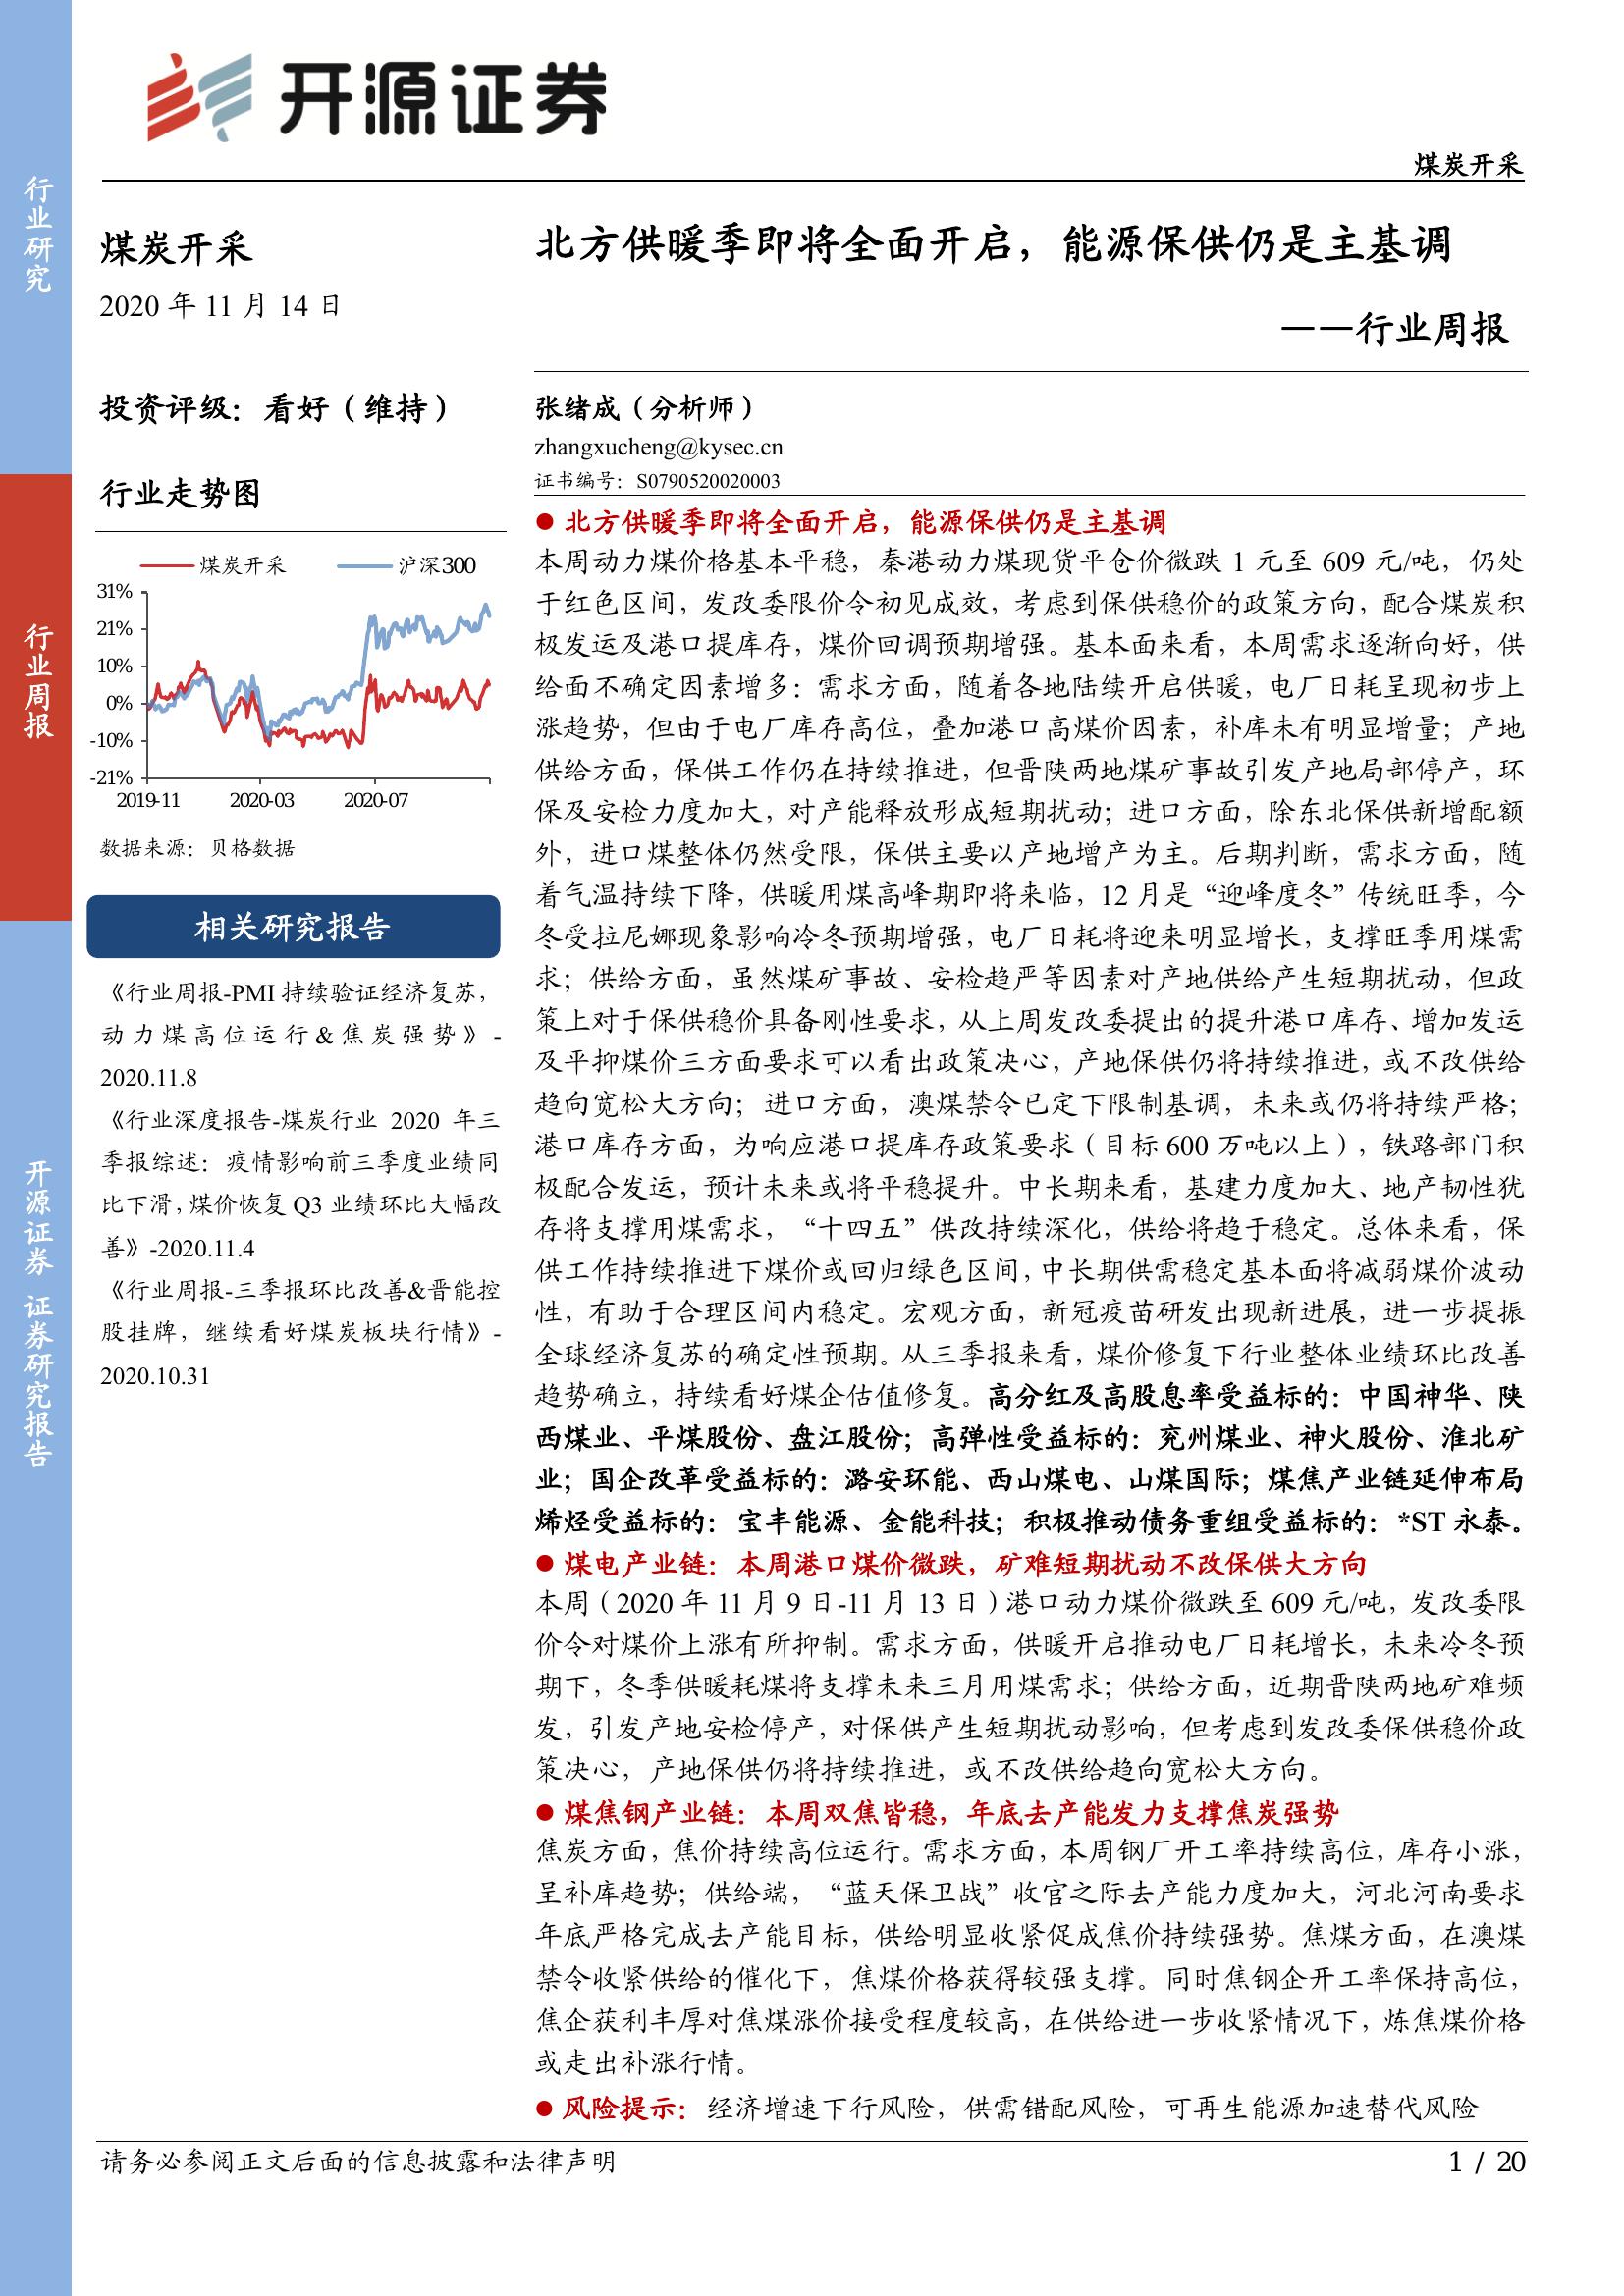 开源证券
煤炭开采
行业研究
行业周报
开源证券 证券研究报告
煤炭开采
2020 年 11 月 14 日
投资评级：看好（维持）
行业走势图
煤炭开采 沪深300
31%
21%
10%
0%
-10%
-21%
2019-11 2020-03 2020-07
数据来源：贝格数据
相关研究报告
《行业周报-PMI 持续验证经济复苏，
动力煤高位运行&焦炭强势》-
2020.11.8
《行业深度报告-煤炭行业 2020 年三
季报综述：疫情影响前三季度业绩同
比下滑，煤价恢复 Q3 业绩环比大幅改
善》-2020.11.4
《行业周报-三季报环比改善&晋能控
股挂牌，继续看好煤炭板块行情》-
2020.10.31
北方供暖季即将全面开启，能源保供仍是主基调
——行业周报
张绪成（分析师）
zhangxucheng@kysec.cn
证书编号：S0790520020003
● 北方供暖季即将全面开启，能源保供仍是主基调
本周动力煤价格基本平稳，秦港动力煤现货平仓价微跌 1 元至 609 元/吨，仍处
于红色区间，发改委限价令初见成效，考虑到保供稳价的政策方向，配合煤炭积
极发运及港口提库存，煤价回调预期增强。基本面来看，本周需求逐渐向好，供
给面不确定因素增多：需求方面，随着各地陆续开启供暖，电厂日耗呈现初步上
涨趋势，但由于电厂库存高位，叠加港口高煤价因素，补库未有明显增量；产地
供给方面，保供工作仍在持续推进，但晋陕两地煤矿事故引发产地局部停产，环
保及安检力度加大，对产能释放形成短期扰动；进口方面，除东北保供新增配额
外，进口煤整体仍然受限，保供主要以产地增产为主。后期判断，需求方面，随
着气温持续下降，供暖用煤高峰期即将来临，12 月是“迎峰度冬”传统旺季，今
冬受拉尼娜现象影响冷冬预期增强，电厂日耗将迎来明显增长，支撑旺季用煤需
求；供给方面，虽然煤矿事故、安检趋严等因素对产地供给产生短期扰动，但政
策上对于保供稳价具备刚性要求，从上周发改委提出的提升港口库存、增加发运
及平抑煤价三方面要求可以看出政策决心，产地保供仍将持续推进，或不改供给
趋向宽松大方向；进口方面，澳煤禁令已定下限制基调，未来或仍将持续严格；
港口库存方面，为响应港口提库存政策要求（目标 600 万吨以上），铁路部门积
极配合发运，预计未来或将平稳提升。中长期来看，基建力度加大、地产韧性犹
存将支撑用煤需求，“十四五”供改持续深化，供给将趋于稳定。总体来看，保
供工作持续推进下煤价或回归绿色区间，中长期供需稳定基本面将减弱煤价波动
性，有助于合理区间内稳定。宏观方面，新冠疫苗研发出现新进展，进一步提振
全球经济复苏的确定性预期。从三季报来看，煤价修复下行业整体业绩环比改善
趋势确立，持续看好煤企估值修复。高分红及高股息率受益标的：中国神华、陕
西煤业、平煤股份、盘江股份；高弹性受益标的：兖州煤业、神火股份、淮北矿
业；国企改革受益标的：潞安环能、西山煤电、山煤国际；煤焦产业链延伸布局
烯烃受益标的：宝丰能源、金能科技；积极推动债务重组受益标的：*ST 永泰。
● 煤电产业链：本周港口煤价微跌，矿难短期扰动不改保供大方向
本周（2020 年 11 月 9 日-11 月 13 日）港口动力煤价微跌至 609 元/吨，发改委限
价令对煤价上涨有所抑制。需求方面，供暖开启推动电厂日耗增长，未来冷冬预
期下，冬季供暖耗煤将支撑未来三月用煤需求；供给方面，近期晋陕两地矿难频
发，引发产地安检停产，对保供产生短期扰动影响，但考虑到发改委保供稳价政
策决心，产地保供仍将持续推进，或不改供给趋向宽松大方向。
● 煤焦钢产业链：本周双焦皆稳，年底去产能发力支撑焦炭强势
焦炭方面，焦价持续高位运行。需求方面，本周钢厂开工率持续高位，库存小涨，
呈补库趋势；供给端，“蓝天保卫战”收官之际去产能力度加大，河北河南要求
年底严格完成去产能目标，供给明显收紧促成焦价持续强势。焦煤方面，在澳煤
禁令收紧供给的催化下，焦煤价格获得较强支撑。同时焦钢企开工率保持高位，
焦企获利丰厚对焦煤涨价接受程度较高，在供给进一步收紧情况下，炼焦煤价格
或走出补涨行情。
● 风险提示：经济增速下行风险，供需错配风险，可再生能源加速替代风险
请务必参阅正文后面的信息披露和法律声明
1 / 20